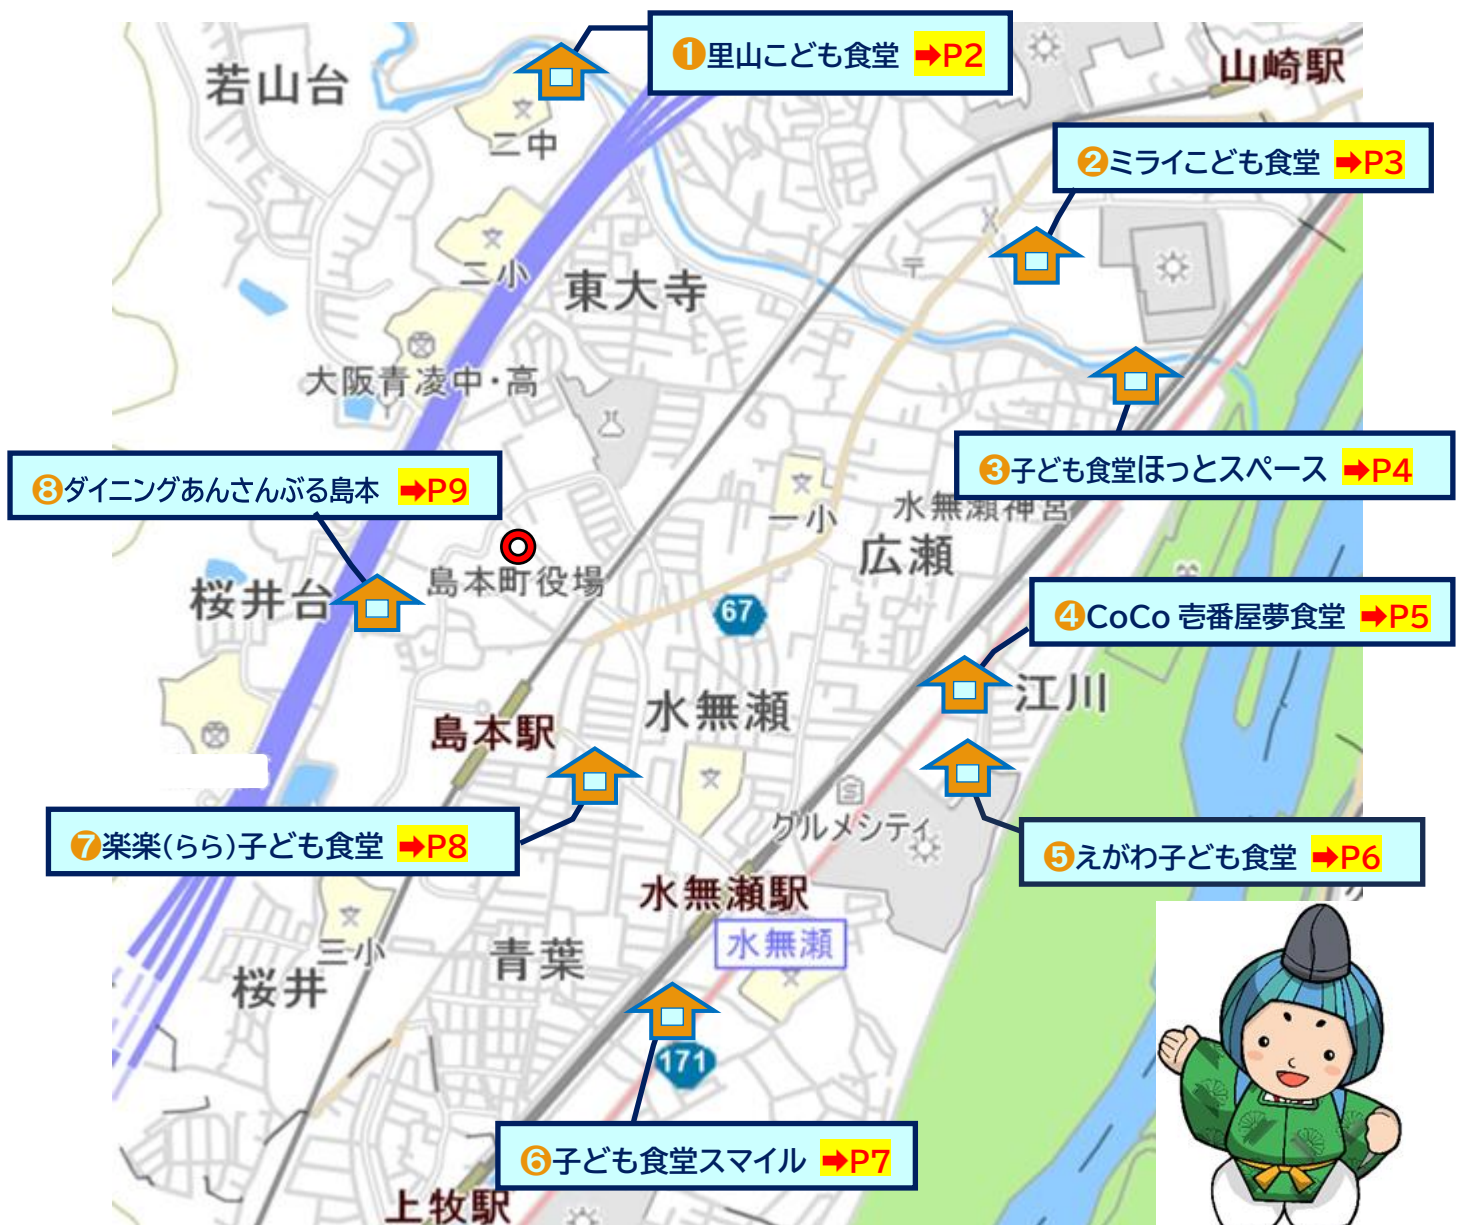 ❶里山こども食堂 ➡P2
山崎駅
若山台
二中
❷ミライこども食堂 ➡P3
二小
東大寺
大阪青凌中・高
❸子ども食堂ほっとスペース ➡P4
❽ダイニングあんさんぶる島本 ➡P9
一小
水無瀬神宮
広瀬
島本町役場
桜井台
67
❹CoCo 壱番屋夢食堂 ➡P5
江川
水無瀬
島本駅
グルメシティ
❼楽楽(らら)子ども食堂 ➡P8
❺えがわ子ども食堂 ➡P6
水無瀬駅
水無瀬
三小
青葉
桜井
171
❻子ども食堂スマイル ➡P7
上牧駅